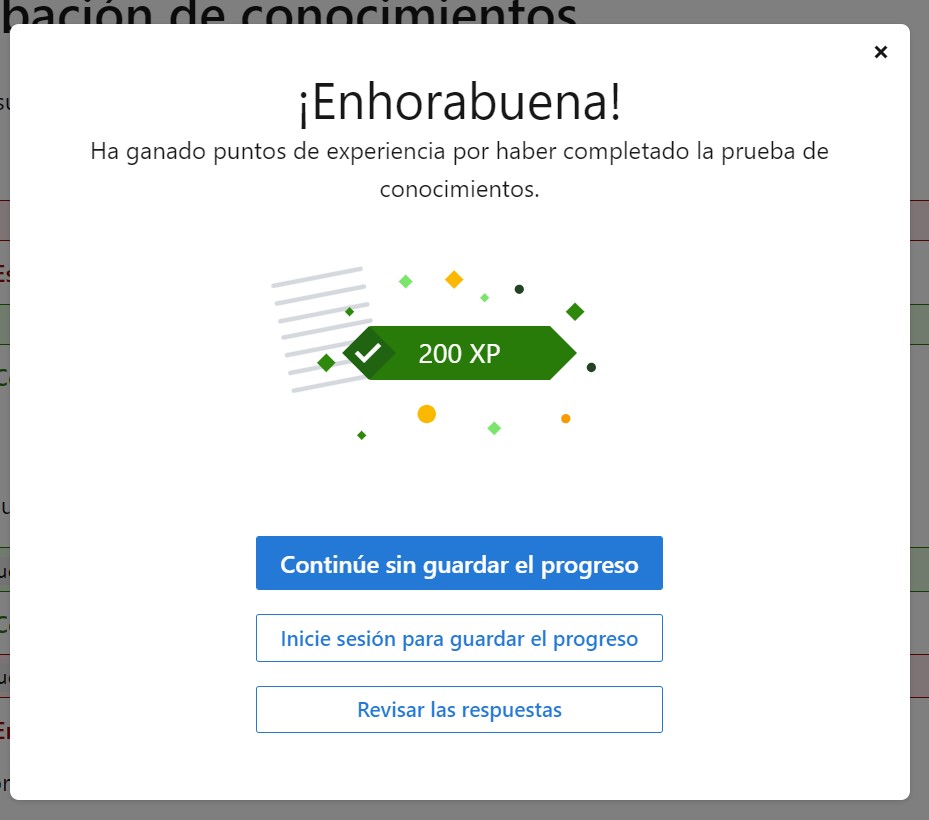 bación de conocimientos
¡Enhorabuena!
Ha ganado puntos de experiencia por haber completado la prueba de
conocimientos.
200 XP
Continúe sin guardar el progreso
Inicie sesión para guardar el progreso
Revisar las respuestas